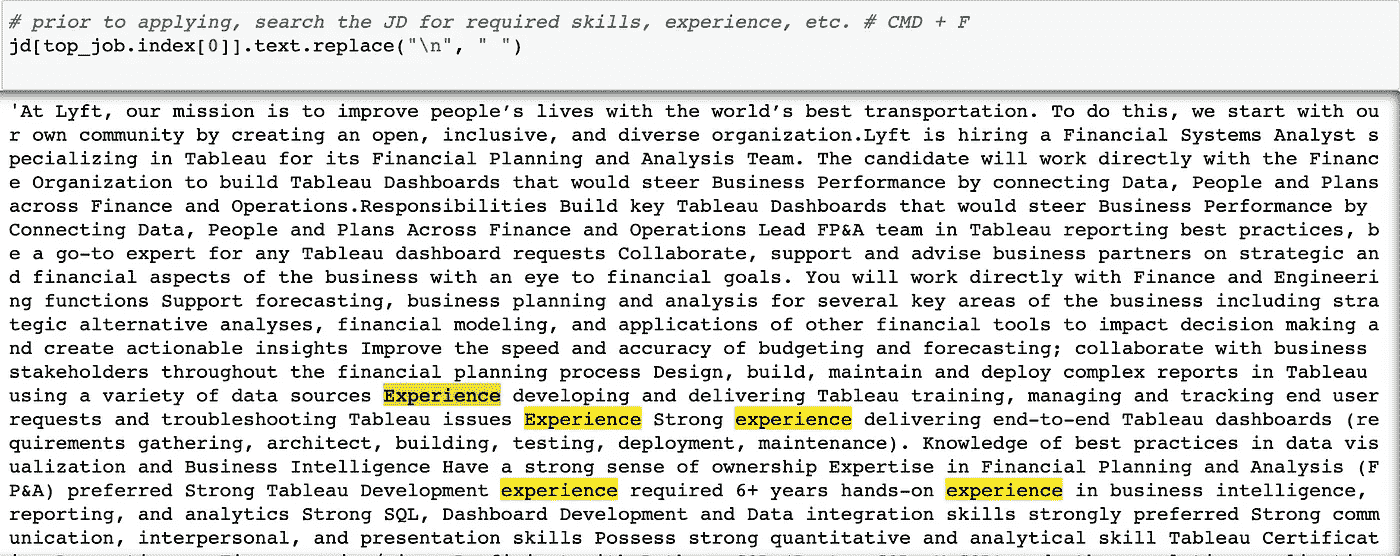 # prior to applying, search the JD for required skills, experience, etc. # CMD + F
jd[top_job.index[0]].text.replace("\n", " ")
'At Lyft, our mission is to improve people’s lives with the world’s best transportation. To do this, we start with ou
r own community by creating an open, inclusive, and diverse organization.Lyft is hiring a Financial Systems Analyst s
pecializing in Tableau for its Financial Planning and Analysis Team. The candidate will work directly with the Financ
e Organization to build Tableau Dashboards that would steer Business Performance by connecting Data, People and Plans
across Finance and Operations.Responsibilities Build key Tableau Dashboards that would steer Business Performance by
Connecting Data, People and Plans Across Finance and Operations Lead FP&A team in Tableau reporting best practices, b
e a go-to expert for any Tableau dashboard requests Collaborate, support and advise business partners on strategic an
d financial aspects of the business with an eye to financial goals. You will work directly with Finance and Engineeri
ng functions Support forecasting, business planning and analysis for several key areas of the business including stra
tegic alternative analyses, financial modeling, and applications of other financial tools to impact decision making a
nd create actionable insights Improve the speed and accuracy of budgeting and forecasting; collaborate with business
stakeholders throughout the financial planning process Design, build, maintain and deploy complex reports in Tableau
using a variety of data sources Experience developing and delivering Tableau training, managing and tracking end user
requests and troubleshooting Tableau issues Experience Strong experience delivering end-to-end Tableau dashboards (re
quirements gathering, architect, building, testing, deployment, maintenance). Knowledge of best practices in data vis
ualization and Business Intelligence Have a strong sense of ownership Expertise in Financial Planning and Analysis (F
P&A) preferred Strong Tableau Development experience required 6+ years hands-on experience in business intelligence,
reporting, and analytics Strong SQL, Dashboard Development and Data integration skills strongly preferred Strong comm
unication, interpersonal, and presentation skills Possess strong quantitative and analytical skill Tableau Certificat